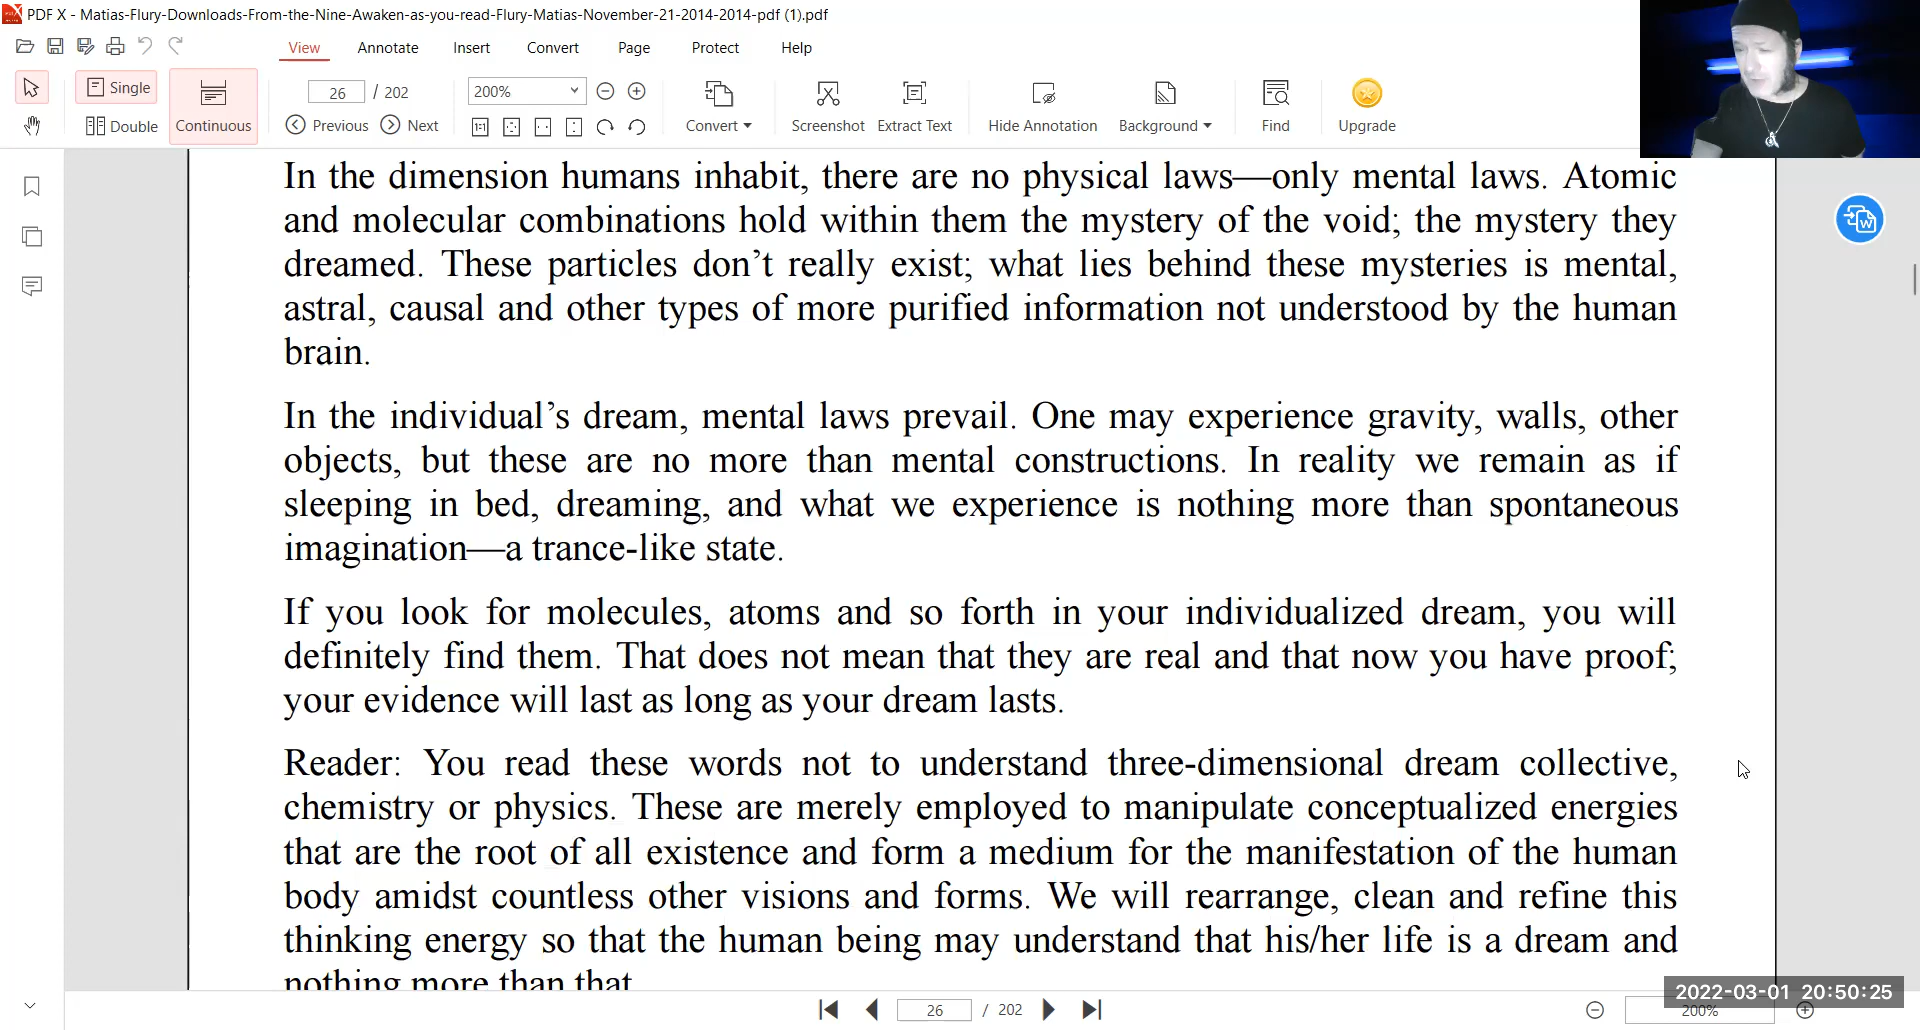 PDF X - Matias-Flury-Downloads-From-the-Nine-Awaken-as-you-read-Flury-Matias-November-21-2014-2014-pdf (1).pdf
View Annotate Insert Convert Page Protect Help
Single
Double
Continuous
26 / 202
Previous Next
200%
Convert
Screenshot
Extract Text
Hide Annotation
Background
Find
Upgrade
In the dimension humans inhabit, there are no physical laws—only mental laws. Atomic
and molecular combinations hold within them the mystery of the void; the mystery they
dreamed. These particles don’t really exist; what lies behind these mysteries is mental,
astral, causal and other types of more purified information not understood by the human
brain.
In the individual’s dream, mental laws prevail. One may experience gravity, walls, other
objects, but these are no more than mental constructions. In reality we remain as if
sleeping in bed, dreaming, and what we experience is nothing more than spontaneous
imagination—a trance-like state.
If you look for molecules, atoms and so forth in your individualized dream, you will
definitely find them. That does not mean that they are real and that now you have proof;
your evidence will last as long as your dream lasts.
Reader: You read these words not to understand three-dimensional dream collective,
chemistry or physics. These are merely employed to manipulate conceptualized energies
that are the root of all existence and form a medium for the manifestation of the human
body amidst countless other visions and forms. We will rearrange, clean and refine this
thinking energy so that the human being may understand that his/her life is a dream and
nothing more than that
26 / 202
2022-03-01 20:50:25
200%